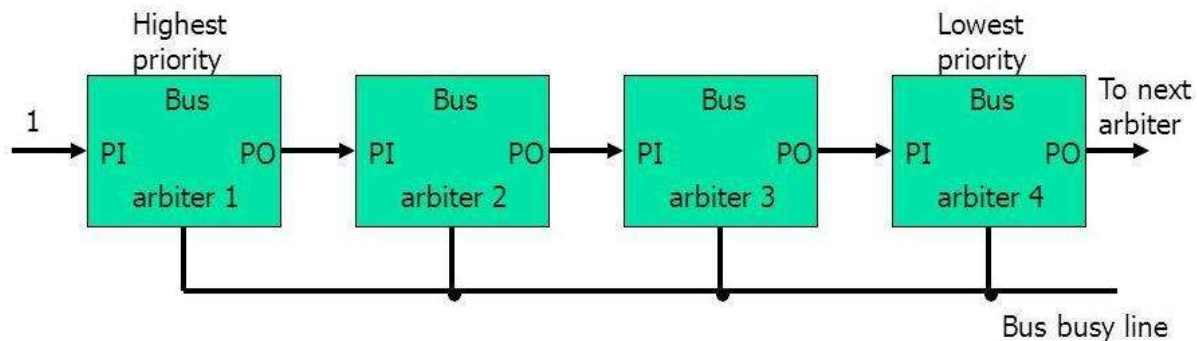 Highest
priority
Lowest
priority
1
Bus
PI PO
arbiter 1
Bus
PI PO
arbiter 2
Bus
PI PO
arbiter 3
Bus
PI PO
arbiter 4
To next
arbiter
Bus busy line